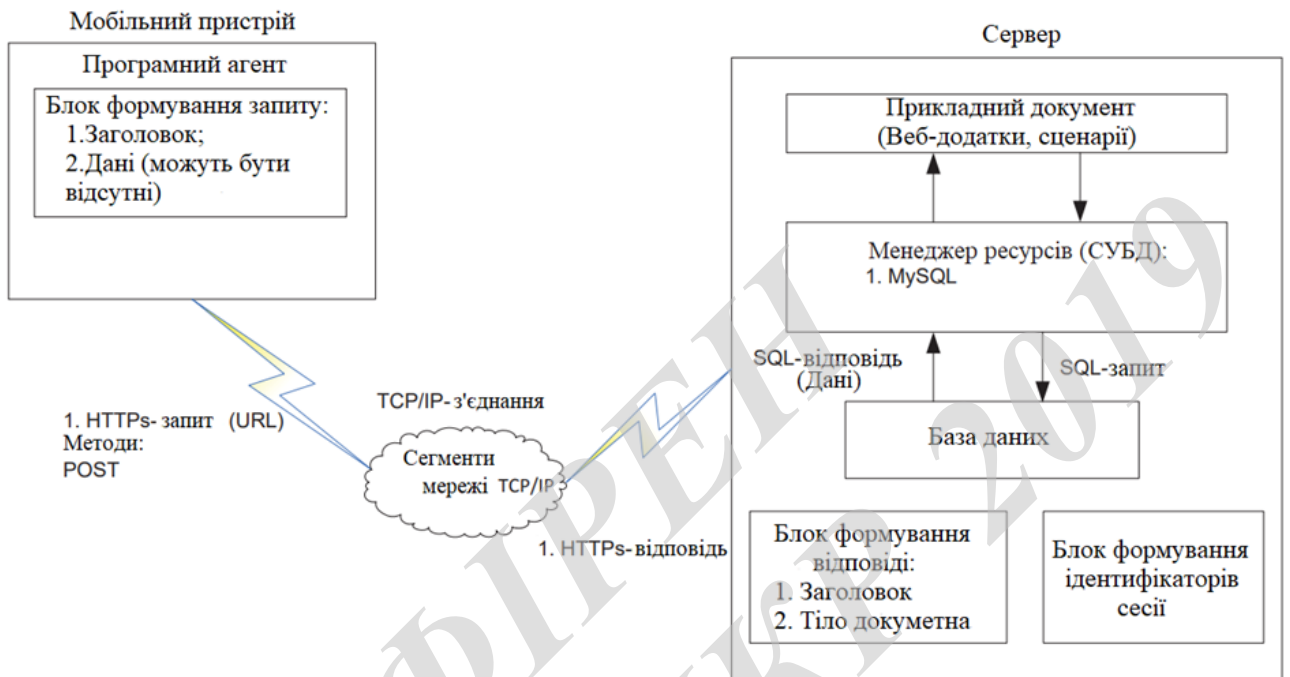 Мобільний пристрій
Програмний агент
Блок формування запиту:
1.Заголовок;
2.Дані (можуть бути
відсутні)
1. HTTPs- запит (URL)
Методи:
POST
TCP/IP- з'єднання
Сегменти
мережі TCP/IP
1. HTTPs-відповідь
Сервер
Прикладний документ
(Веб-додатки, сценарії)
Менеджер ресурсів (СУБД):
1. MySQL
SQL-відповідь
(Дані)
SQL-запит
База даних
Блок формування
відповіді:
1. Заголовок
2. Тіло докуметна
Блок формування
ідентифікаторів
сесії
ФІРЕН
КР 2019